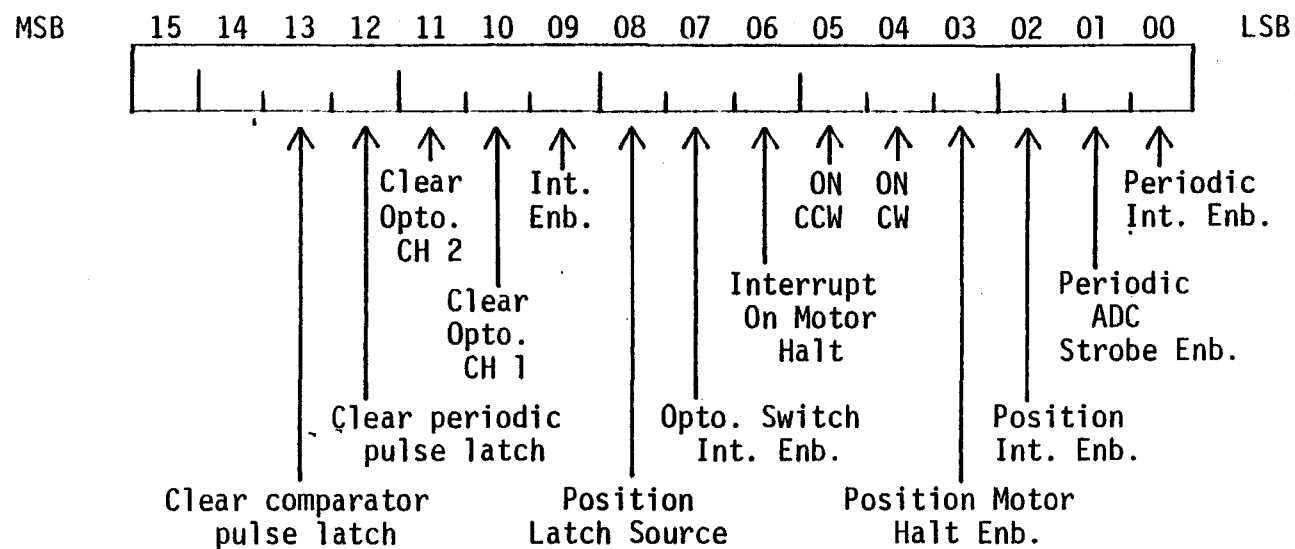 MSB 15 14 13 12 11 10 09 08 07 06 05 04 03 02 01 00 LSB
Clear
Opto.
CH 2
Int.
Enb.
ON
CCW
ON
CW
Periodic
Int. Enb.
Clear
Opto.
CH 1
Interrupt
On Motor
Halt
Periodic
ADC
Strobe Enb.
Clear periodic
pulse latch
Opto. Switch
Int. Enb.
Position
Int. Enb.
Clear comparator
pulse latch
Position
Latch Source
Position Motor
Halt Enb.